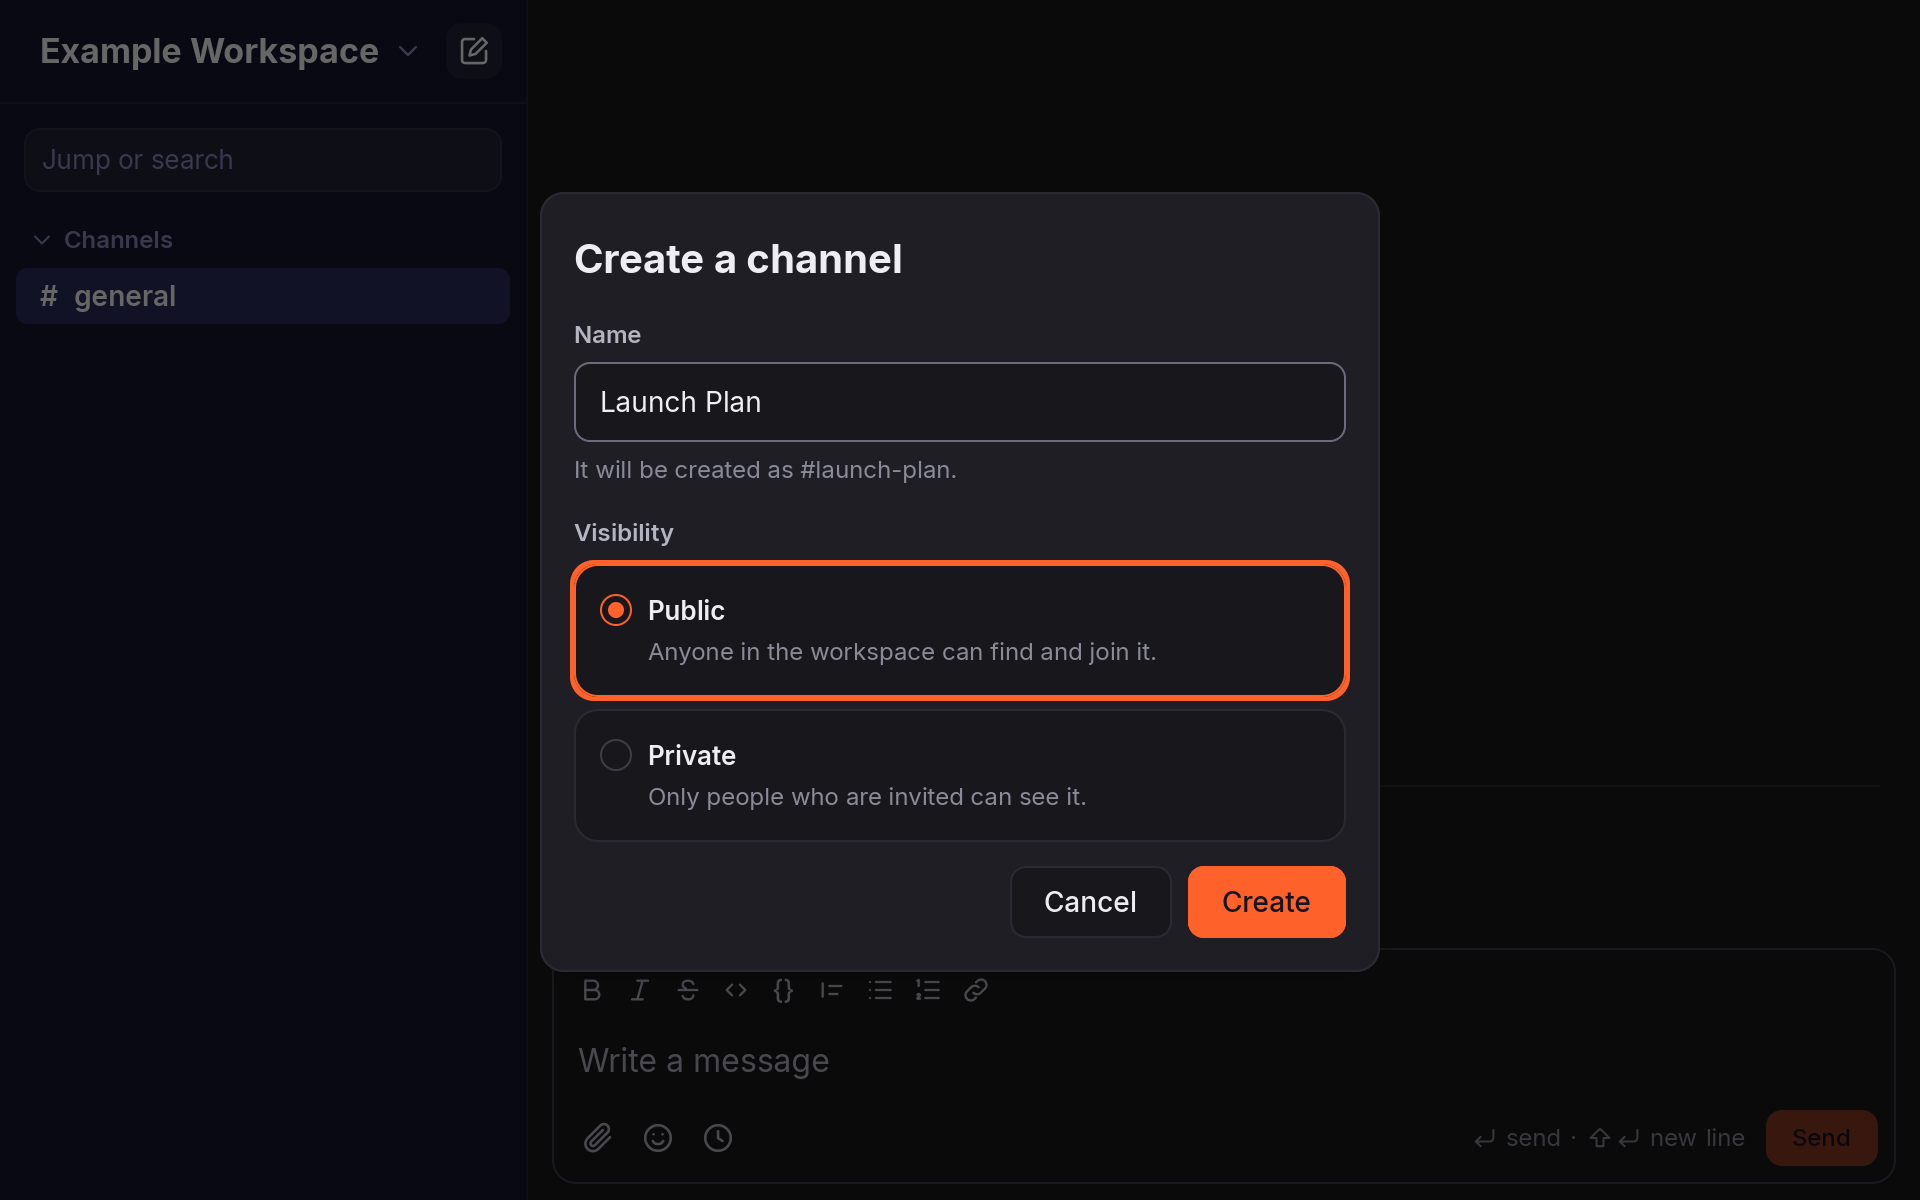 Example Workspace
Jump or search
Channels
# general
Create a channel
Name
Launch Plan
It will be created as #launch-plan.
Visibility
Public
Anyone in the workspace can find and join it.
Private
Only people who are invited can see it.
Cancel
Create
Write a message
send · new line
Send